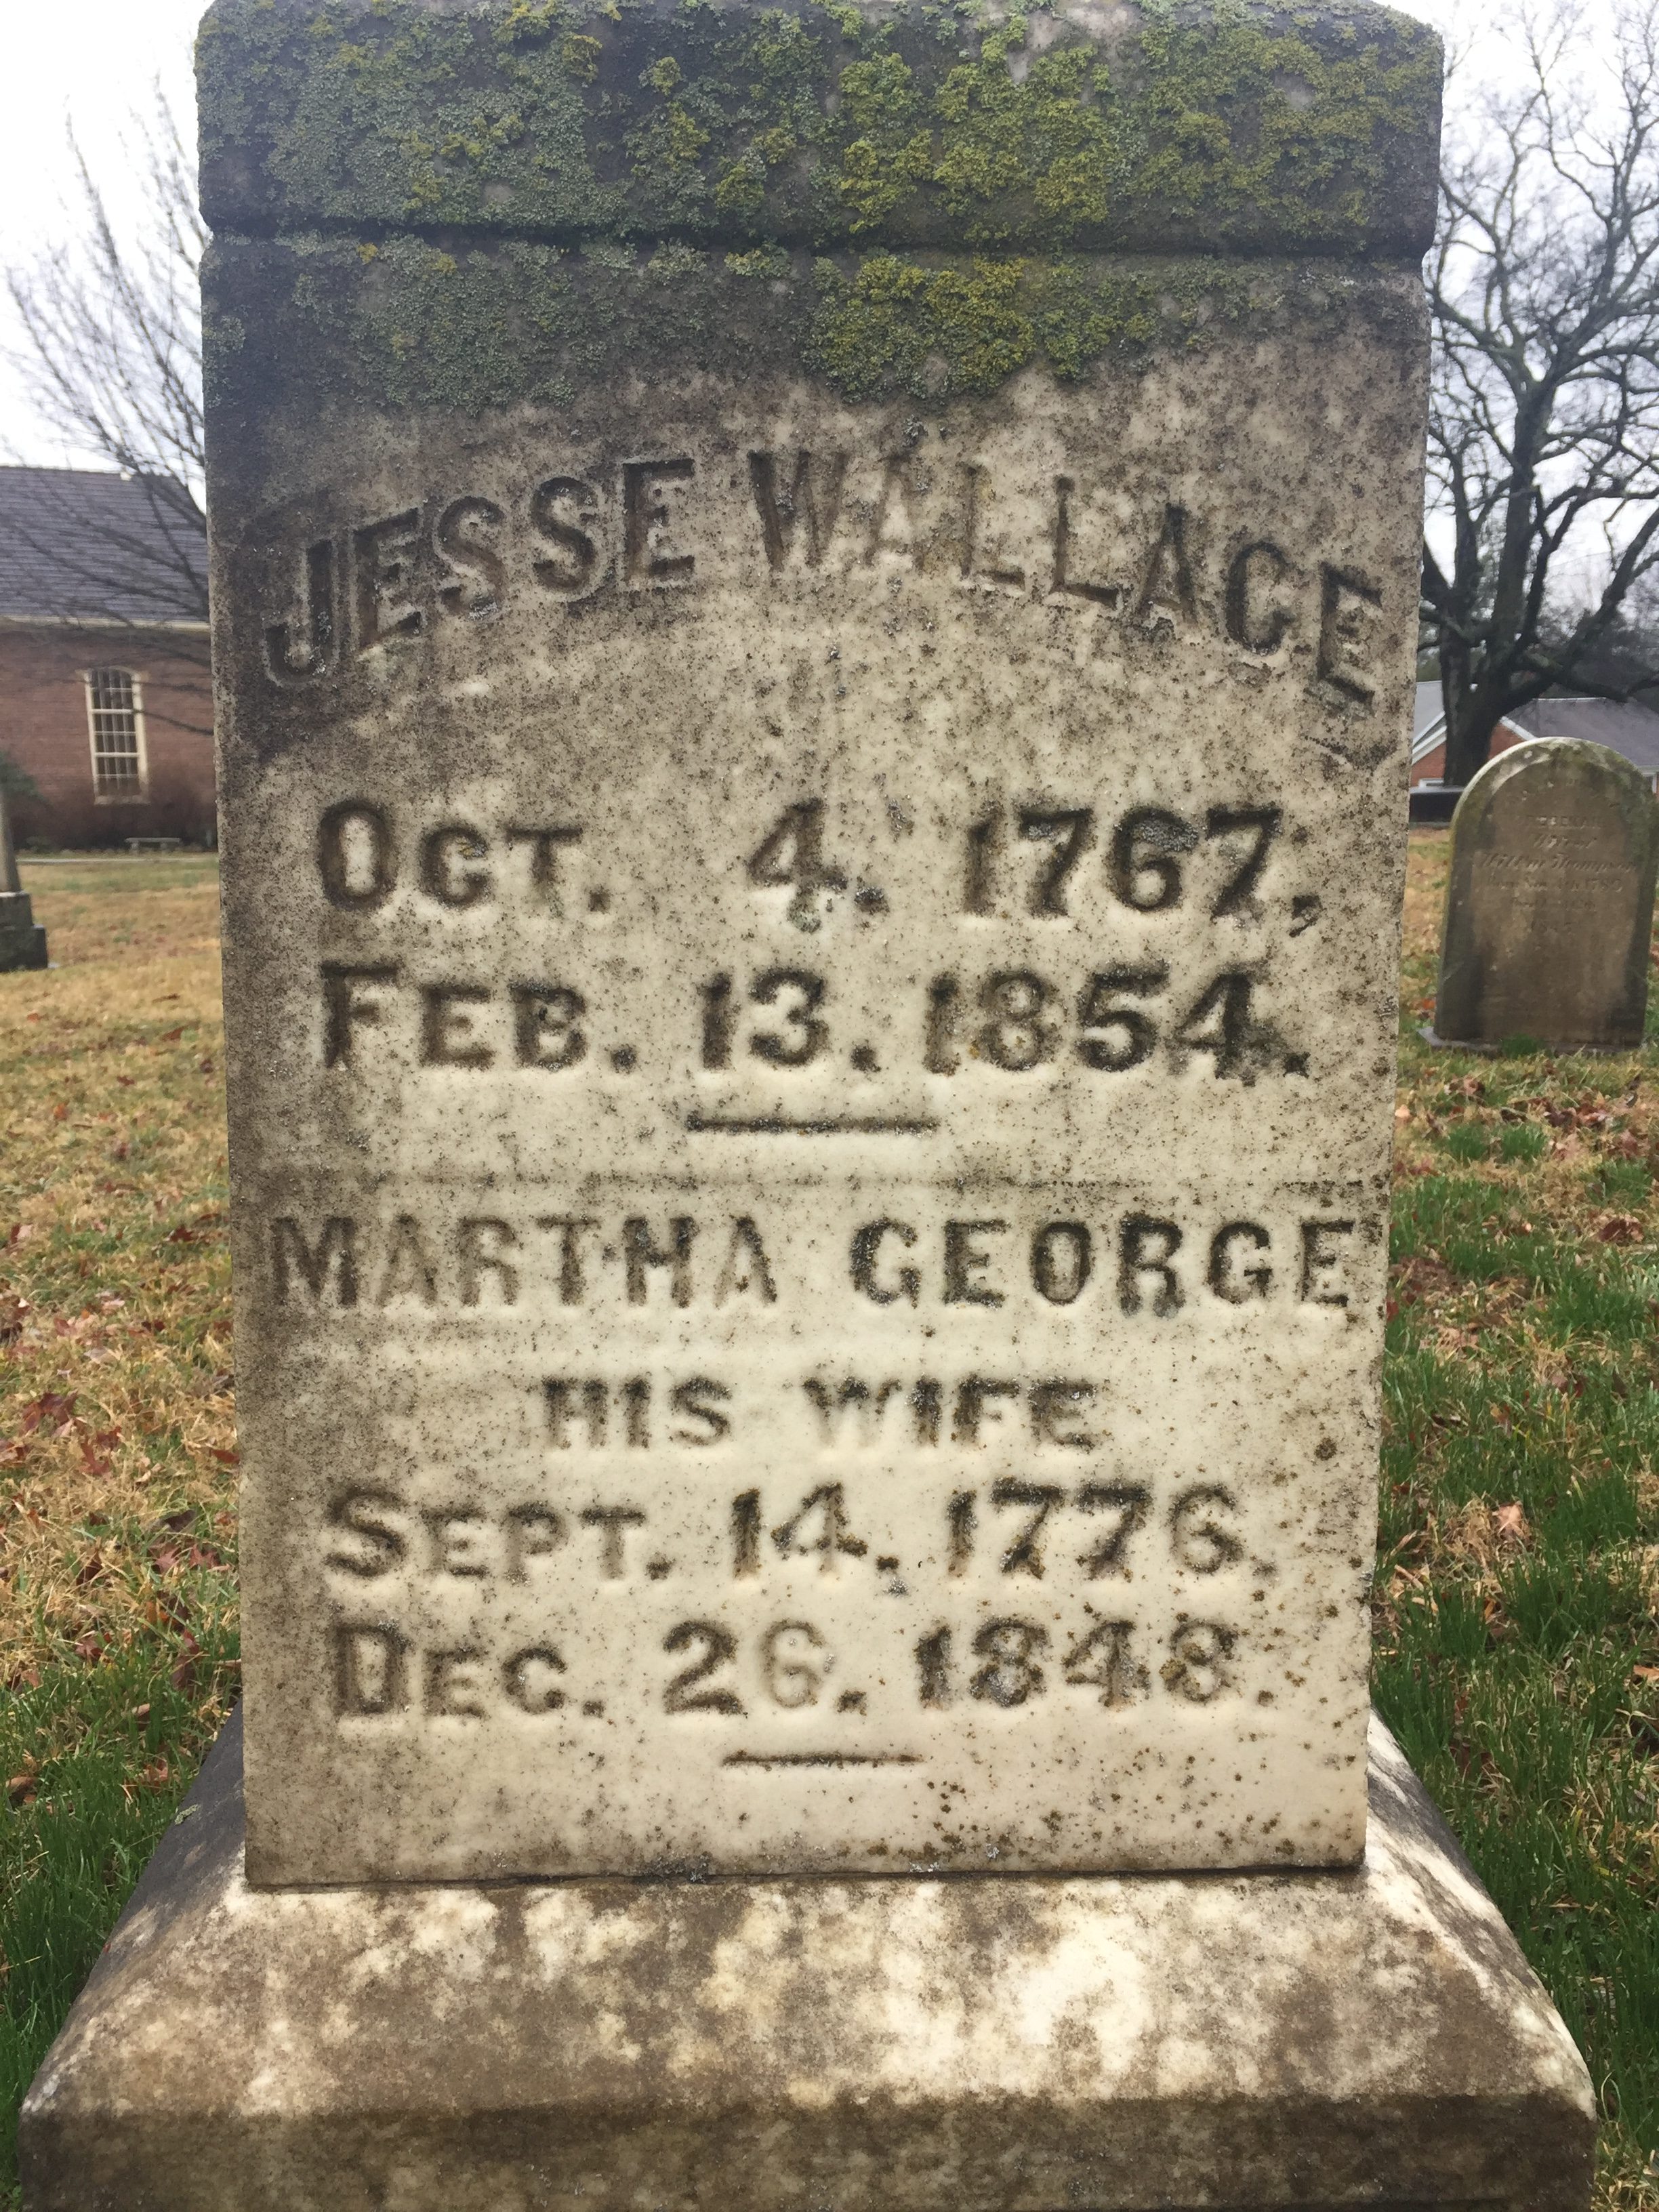 JESSE WALLACE
OCT. 4. 1767,
FEB. 13. 1854.
MARTHA GEORGE
HIS WIFE
SEPT. 14. 1776.
DEC. 26. 1848.